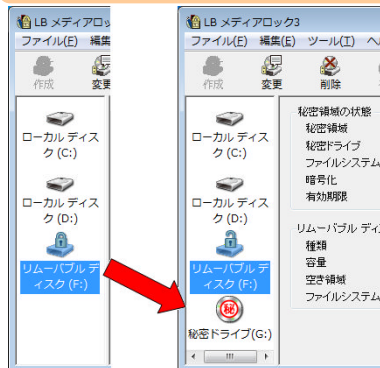 LB メディアロッ
ファイル(F) 編集
作成 変更
ローカル ディス
ク (C:)
ローカル ディス
ク (D:)
リムーバブル デ
ィスク (F:)
LB メディアロック3
ファイル(F) 編集(E) ツール(T) ヘ
作成 変更 削除
ローカル ディス
ク (C:)
ローカル ディス
ク (D:)
リムーバブル デ
ィスク (F:)
秘
秘密ドライブ(G:)
秘密領域の状態
秘密領域
秘密ドライブ
ファイルシステム
暗号化
有効期限
リムーバブル ディ
種類
容量
空き領域
ファイルシステム